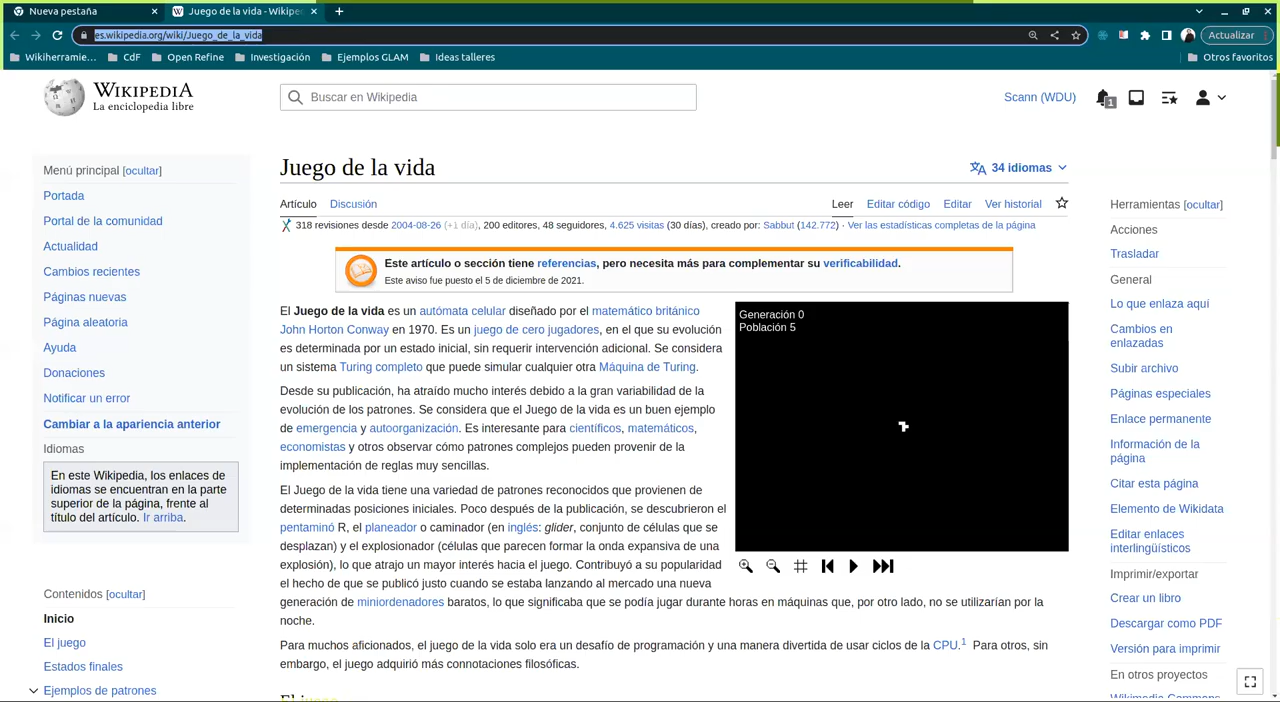 Nueva pestaña
Juego de la vida - Wikiped
es.wikipedia.org/wiki/Juego_de_la_vida
Actualizar
Wikiherramie…
CdF
Open Refine
Investigación
Ejemplos GLAM
Ideas talleres
Otros favoritos
WIKIPEDIA
La enciclopedia libre
Buscar en Wikipedia
Scann (WDU)
1
Menú principal [ocultar]
Portada
Portal de la comunidad
Actualidad
Cambios recientes
Páginas nuevas
Página aleatoria
Ayuda
Donaciones
Notificar un error
Cambiar a la apariencia anterior
Idiomas
En este Wikipedia, los enlaces de
idiomas se encuentran en la parte
superior de la página, frente al
título del artículo. Ir arriba.
Contenidos [ocultar]
Inicio
El juego
Estados finales
Ejemplos de patrones
Juego de la vida
34 idiomas
Artículo
Discusión
Leer
Editar código
Editar
Ver historial
318 revisiones desde 2004-08-26 (+1 día), 200 editores, 48 seguidores, 4.625 visitas (30 días), creado por: Sabbut (142.772) · Ver las estadísticas completas de la página
Este artículo o sección tiene referencias, pero necesita más para complementar su verificabilidad.
Este aviso fue puesto el 5 de diciembre de 2021.
El Juego de la vida es un autómata celular diseñado por el matemático británico
John Horton Conway en 1970. Es un juego de cero jugadores, en el que su evolución
es determinada por un estado inicial, sin requerir intervención adicional. Se considera
un sistema Turing completo que puede simular cualquier otra Máquina de Turing.
Desde su publicación, ha atraído mucho interés debido a la gran variabilidad de la
evolución de los patrones. Se considera que el Juego de la vida es un buen ejemplo
de emergencia y autoorganización. Es interesante para científicos, matemáticos,
economistas y otros observar cómo patrones complejos pueden provenir de la
implementación de reglas muy sencillas.
El Juego de la vida tiene una variedad de patrones reconocidos que provienen de
determinadas posiciones iniciales. Poco después de la publicación, se descubrieron el
pentaminó R, el planeador o caminador (en inglés: glider, conjunto de células que se
desplazan) y el explosionador (células que parecen formar la onda expansiva de una
explosión), lo que atrajo un mayor interés hacia el juego. Contribuyó a su popularidad
el hecho de que se publicó justo cuando se estaba lanzando al mercado una nueva
generación de miniordenadores baratos, lo que significaba que se podía jugar durante horas en máquinas que, por otro lado, no se utilizarían por la
noche.
Para muchos aficionados, el juego de la vida solo era un desafío de programación y una manera divertida de usar ciclos de la CPU.1 Para otros, sin
embargo, el juego adquirió más connotaciones filosóficas.
El juego
Generación 0
Población 5
Herramientas [ocultar]
Acciones
Trasladar
General
Lo que enlaza aquí
Cambios en
enlazadas
Subir archivo
Páginas especiales
Enlace permanente
Información de la
página
Citar esta página
Elemento de Wikidata
Editar enlaces
interlingüísticos
Imprimir/exportar
Crear un libro
Descargar como PDF
Versión para imprimir
En otros proyectos
Wikimedia Commons